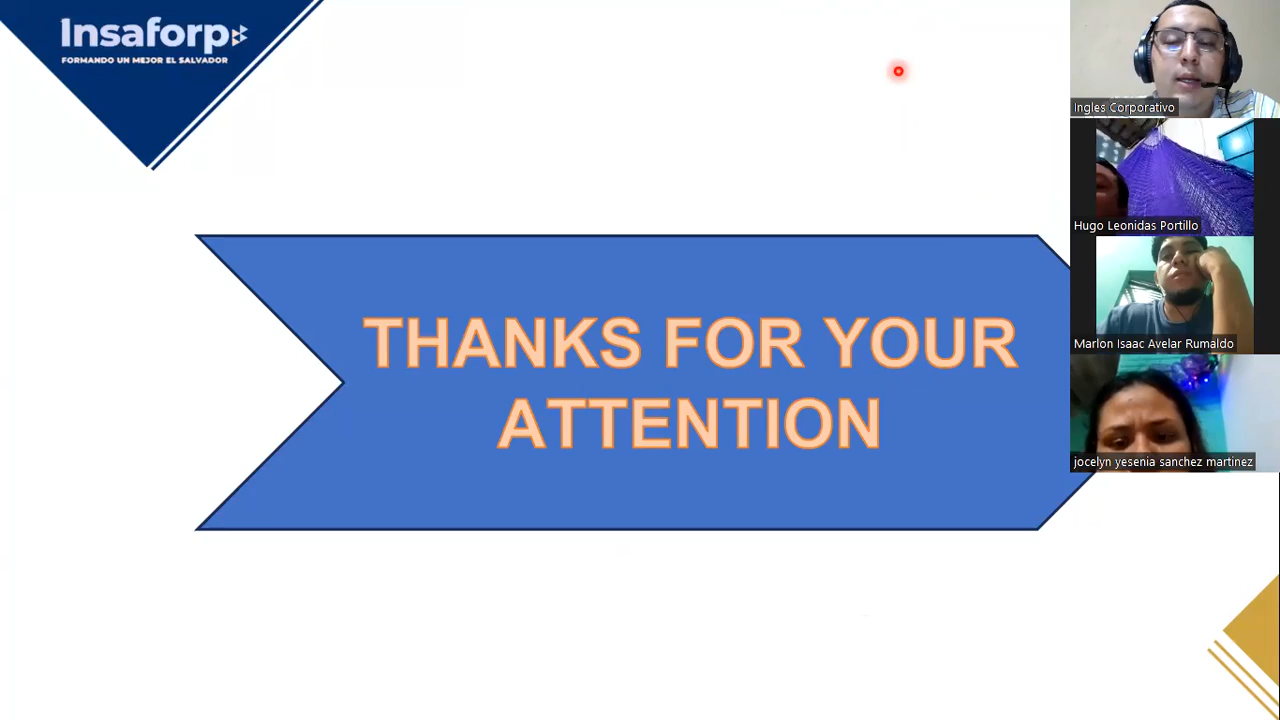 Insaforp
FORMANDO UN MEJOR EL SALVADOR
THANKS FOR YOUR
ATTENTION
Ingles Corporativo
Hugo Leonidas Portillo
Marlon Isaac Avelar Rumaldo
jocelyn yesenia sanchez martinez